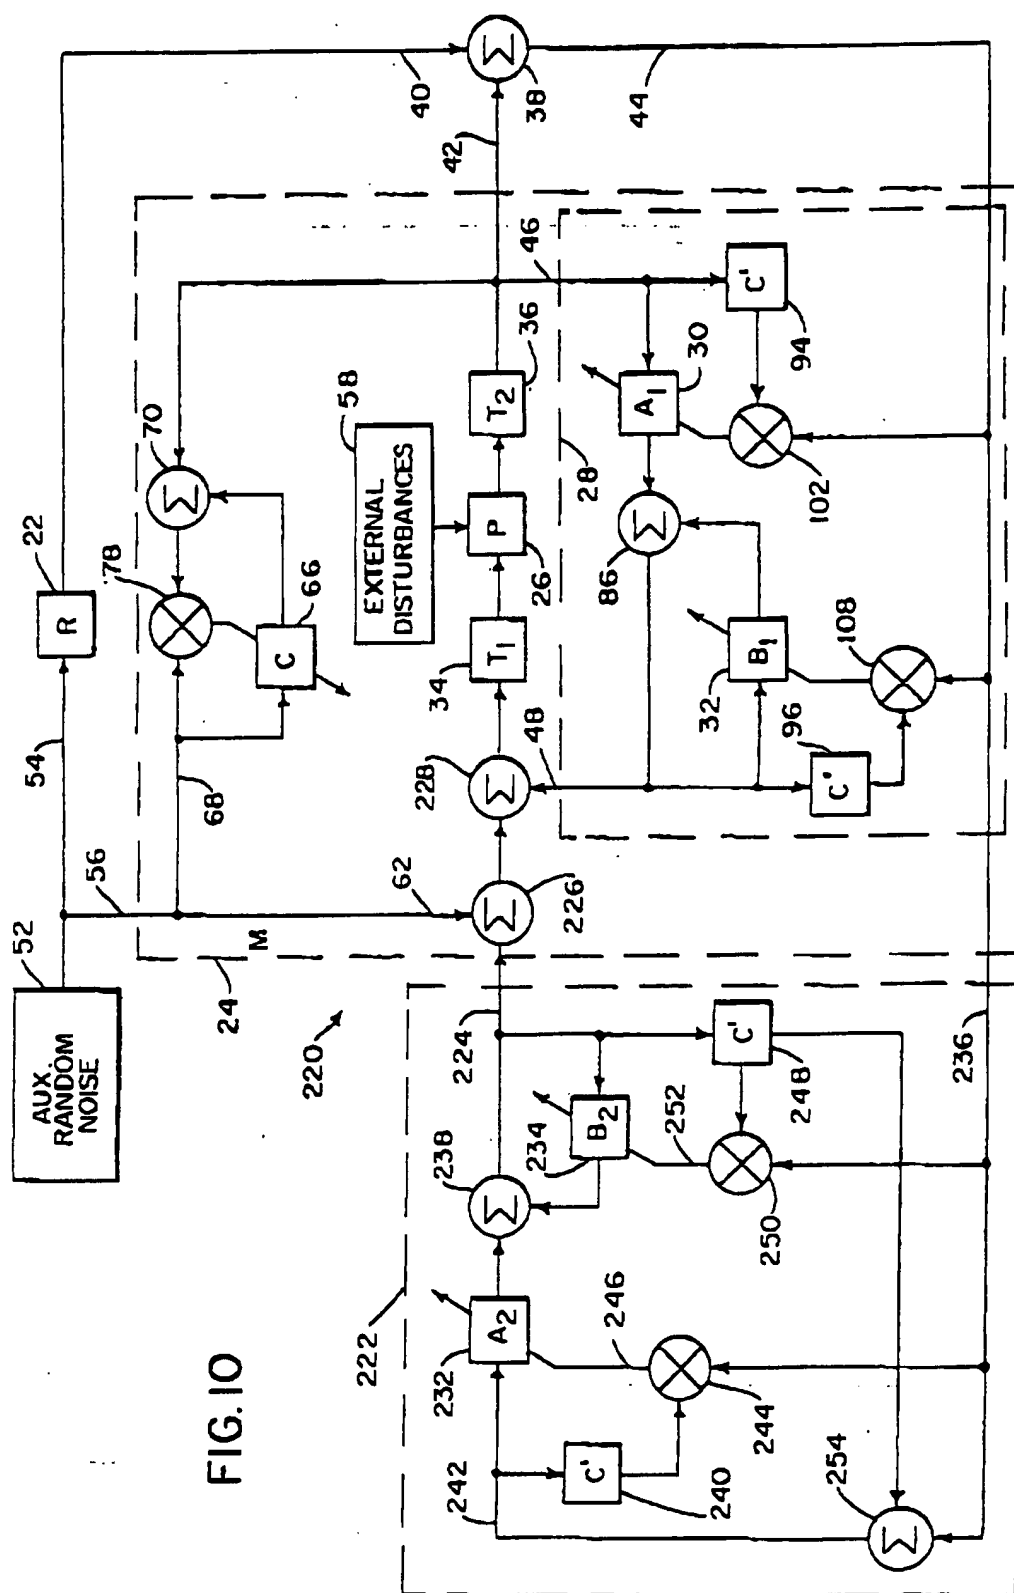 AUX.
RANDOM
NOISE
52
54
R
22
40
56
68
78
70
42
Σ
38
44
FIG.10
220
24
M
62
C
66
Σ
EXTERNAL
DISTURBANCES
58
222
242
232
A2
238
Σ
224
Σ
226
228
Σ
34
T1
P
26
T2
36
46
48
C'
240
246
244
234
B2
252
250
C'
248
28
86
Σ
A1
30
C'
94
102
32
B1
96
C'
108
254
Σ
236